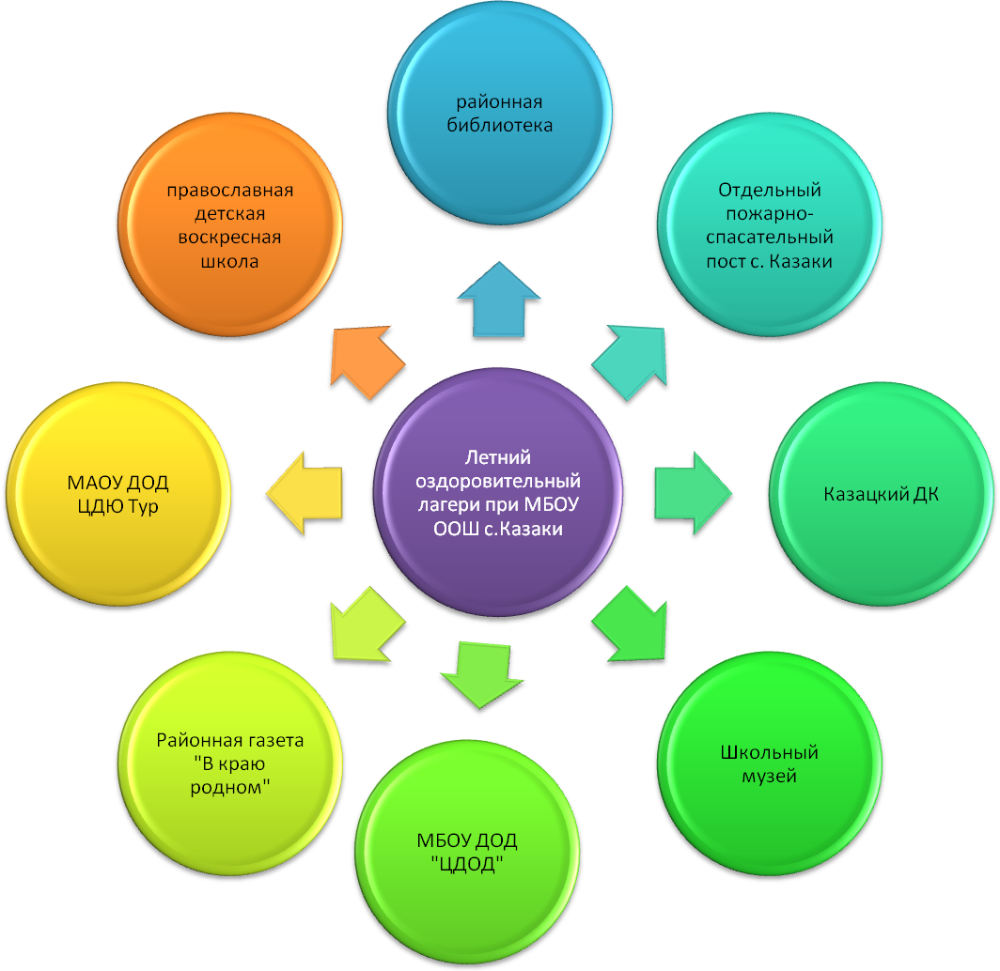 районная
библиотека
Отдельный
пожарно-
спасательный
пост с. Казаки
православная
детская
воскресная
школа
Летний
оздоровительный
лагери при МБОУ
ООШ с.Казаки
Казацкий ДК
МАОУ ДОД
ЦДЮ Тур
Школьный
музей
Районная газета
"В краю
родном"
МБОУ ДОД
"ЦДОД"